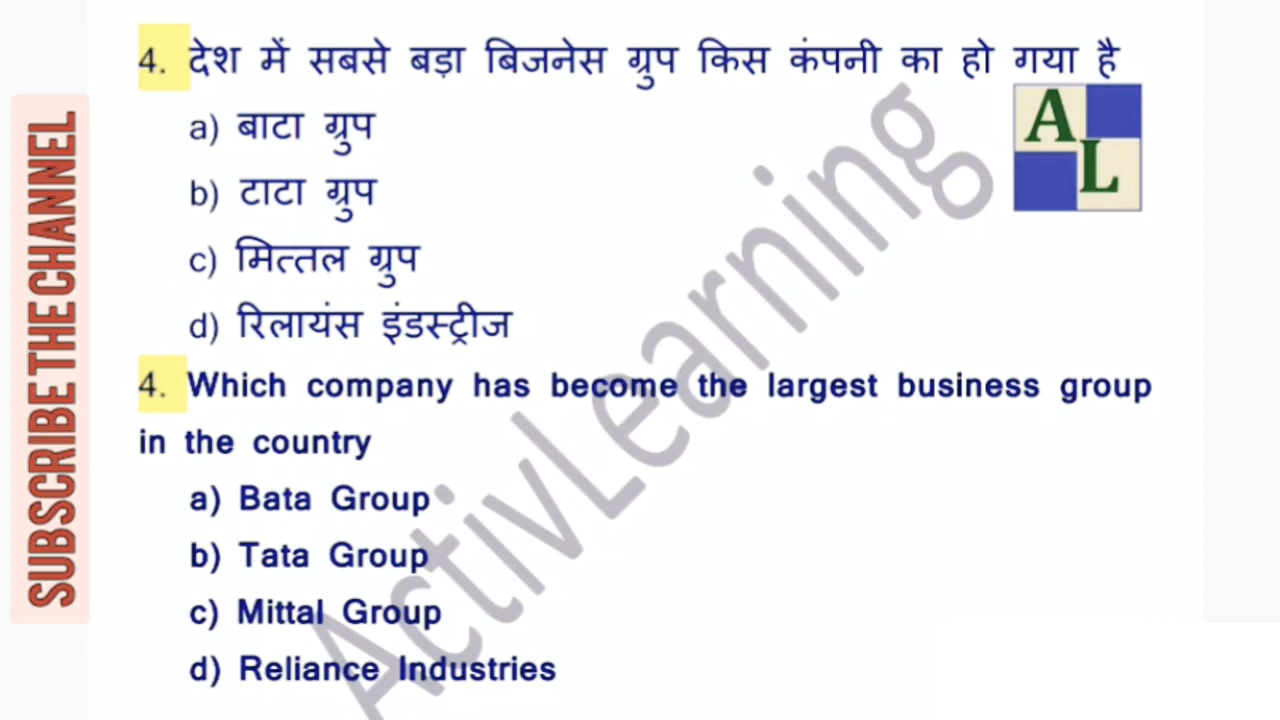 4. देश में सबसे बड़ा बिजनेस ग्रुप किस कंपनी का हो गया है
a) बाटा ग्रुप
b) टाटा ग्रुप
c) मित्तल ग्रुप
d) रिलायंस इंडस्ट्रीज
4. Which company has become the largest business group
in the country
a) Bata Group
b) Tata Group
c) Mittal Group
d) Reliance Industries
SUBSCRIBE THE CHANNEL
AL
ActivLearning